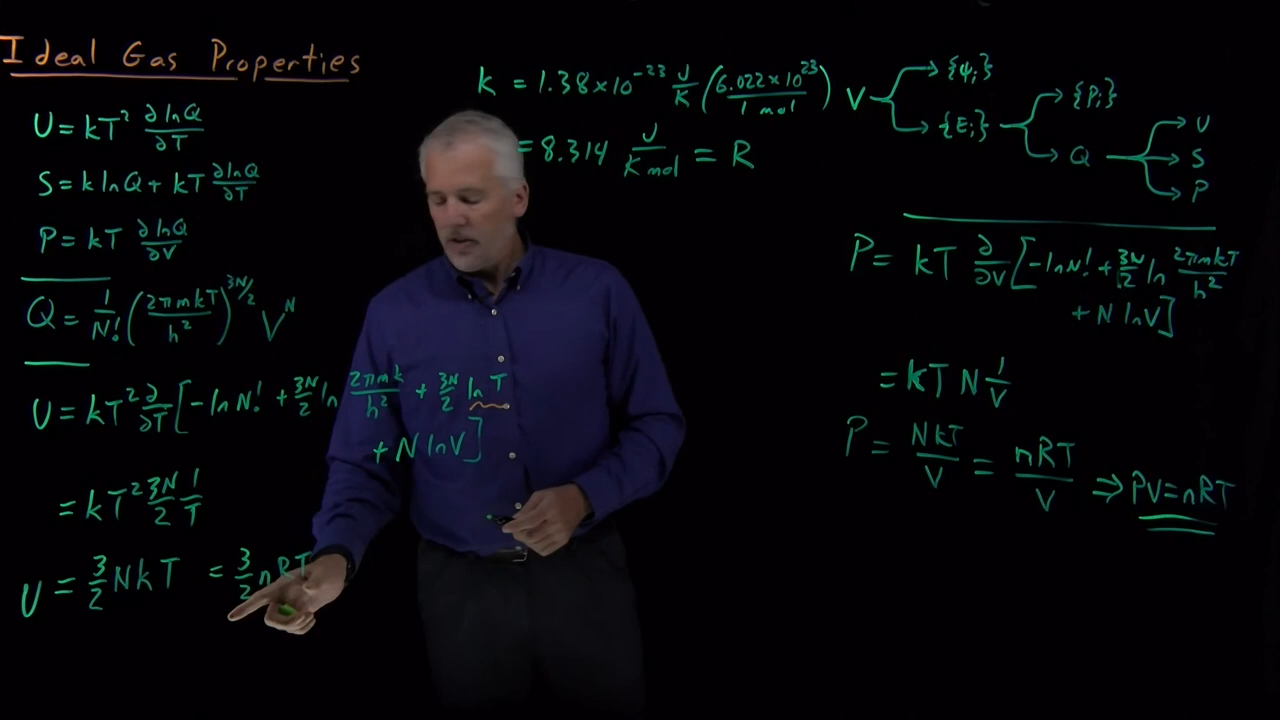 Ideal Gas Properties
U = kT² ∂lnQ/∂T
S = k lnQ + kT ∂lnQ/∂T
P = kT ∂lnQ/∂V
Q = 1/N! (2πmkT/h²)^3N/2 V^N
U = kT² ∂/∂T [-ln N! + 3N/2 ln 2πmk/h² + 3N/2 ln T
+ N lnV]
= kT² 3N/2 1/T
U = 3/2 NkT = 3/2 nRT
k = 1.38×10^-23 J/K (6.022×10^23/1 mol)
= 8.314 J/K mol = R
V → {ψi}
→ {Ei} → {Pi}
→ Q → U
→ S
→ P
P = kT ∂/∂V [-ln N! + 3N/2 ln 2πmkT/h²
+ N lnV]
= kT N 1/V
P = NkT/V = nRT/V ⇒ PV=nRT